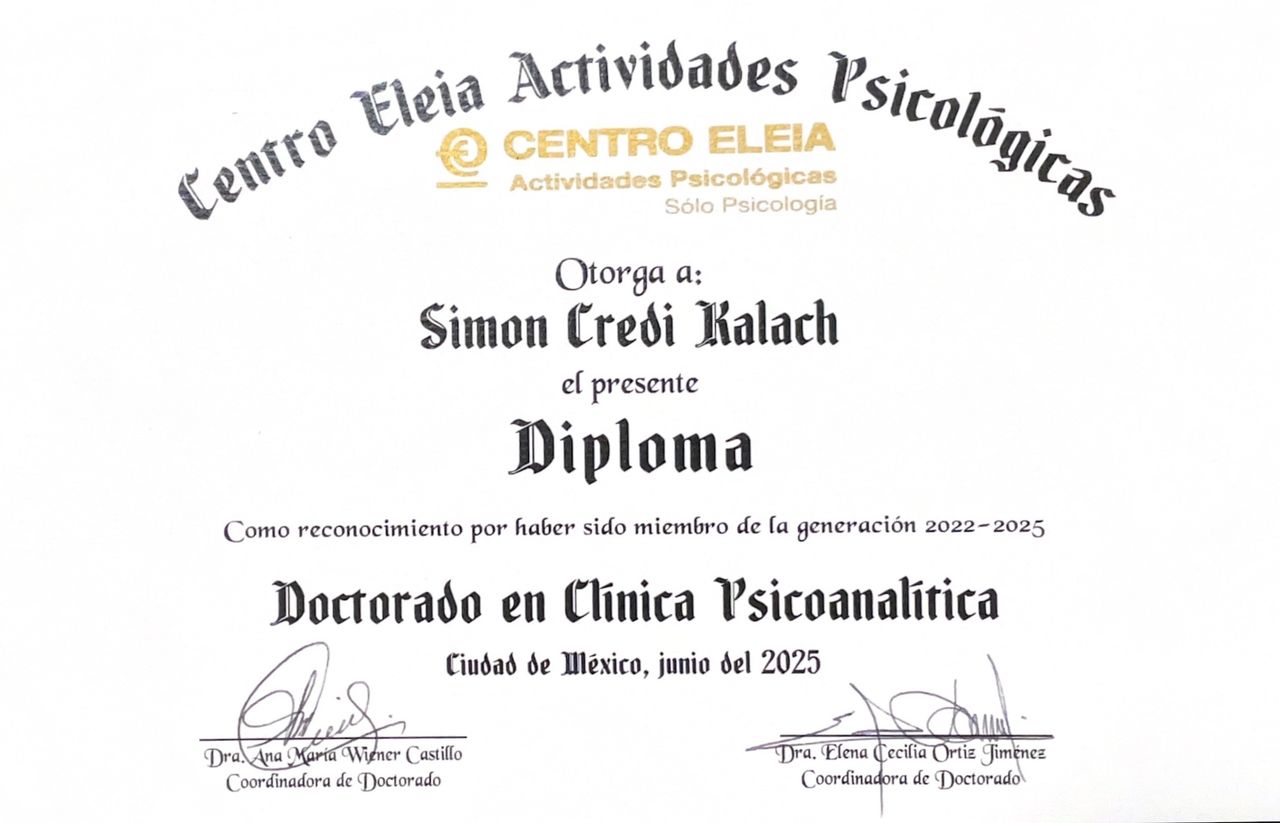 Centro Eleia Actividades Psicológicas
CENTRO ELEIA
Actividades Psicológicas
Sólo Psicología
Otorga a:
Simon Credi Kalach
el presente
Diploma
Como reconocimiento por haber sido miembro de la generación 2022-2025
Doctorado en Clínica Psicoanalítica
Ciudad de México, junio del 2025
Dra. Ana María Wiener Castillo
Coordinadora de Doctorado
Dra. Elena Cecilia Ortiz Jiménez
Coordinadora de Doctorado